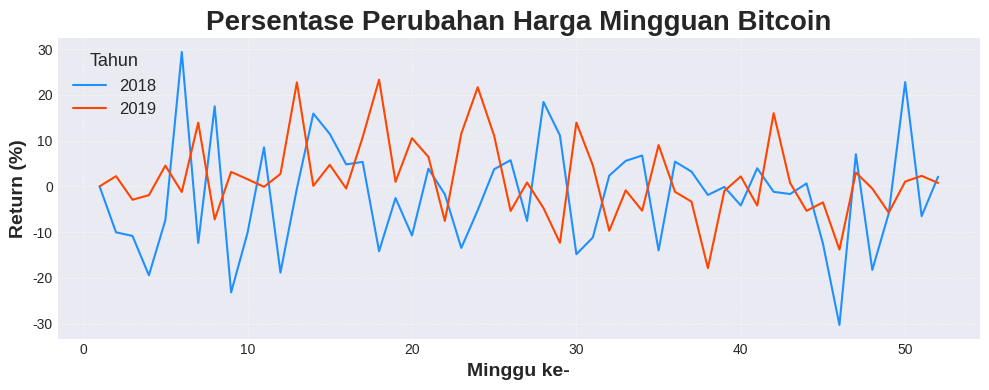 Persentase Perubahan Harga Mingguan Bitcoin
Return (%)
30
20
10
0
-10
-20
-30
Tahun
2018
2019
0 10 20 30 40 50
Minggu ke-